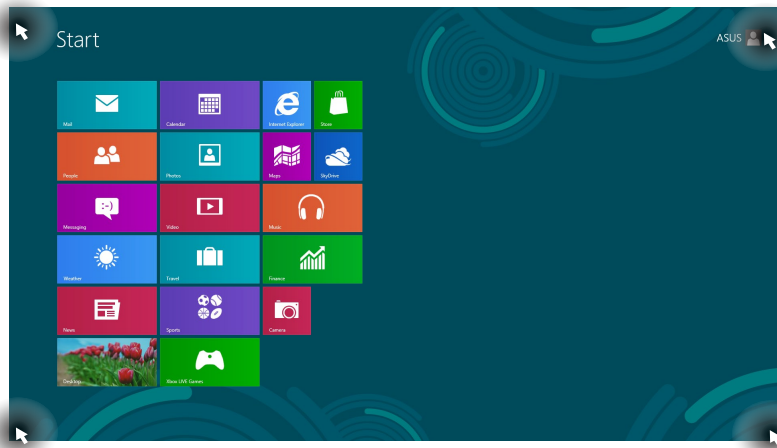 Start
ASUS
Mail
Calendar
Internet Explorer
Store
People
Photos
Maps
SkyDrive
Messaging
:-)
Video
Music
Weather
Travel
Finance
News
Sports
Camera
Desktop
Xbox LIVE Games